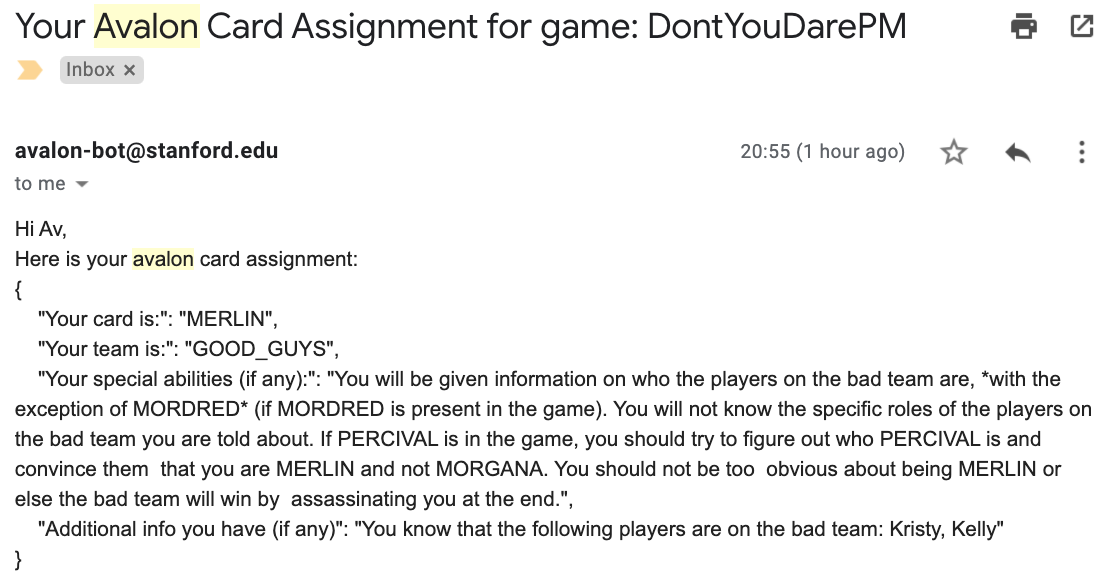 Your Avalon Card Assignment for game: DontYouDarePM
Inbox ×
avalon-bot@stanford.edu 20:55 (1 hour ago)
to me
Hi Av,
Here is your avalon card assignment:
{
"Your card is:": "MERLIN",
"Your team is:": "GOOD_GUYS",
"Your special abilities (if any):": "You will be given information on who the players on the bad team are, *with the
exception of MORDRED* (if MORDRED is present in the game). You will not know the specific roles of the players on
the bad team you are told about. If PERCIVAL is in the game, you should try to figure out who PERCIVAL is and
convince them  that you are MERLIN and not MORGANA. You should not be too  obvious about being MERLIN or
else the bad team will win by  assassinating you at the end.",
"Additional info you have (if any)": "You know that the following players are on the bad team: Kristy, Kelly"
}